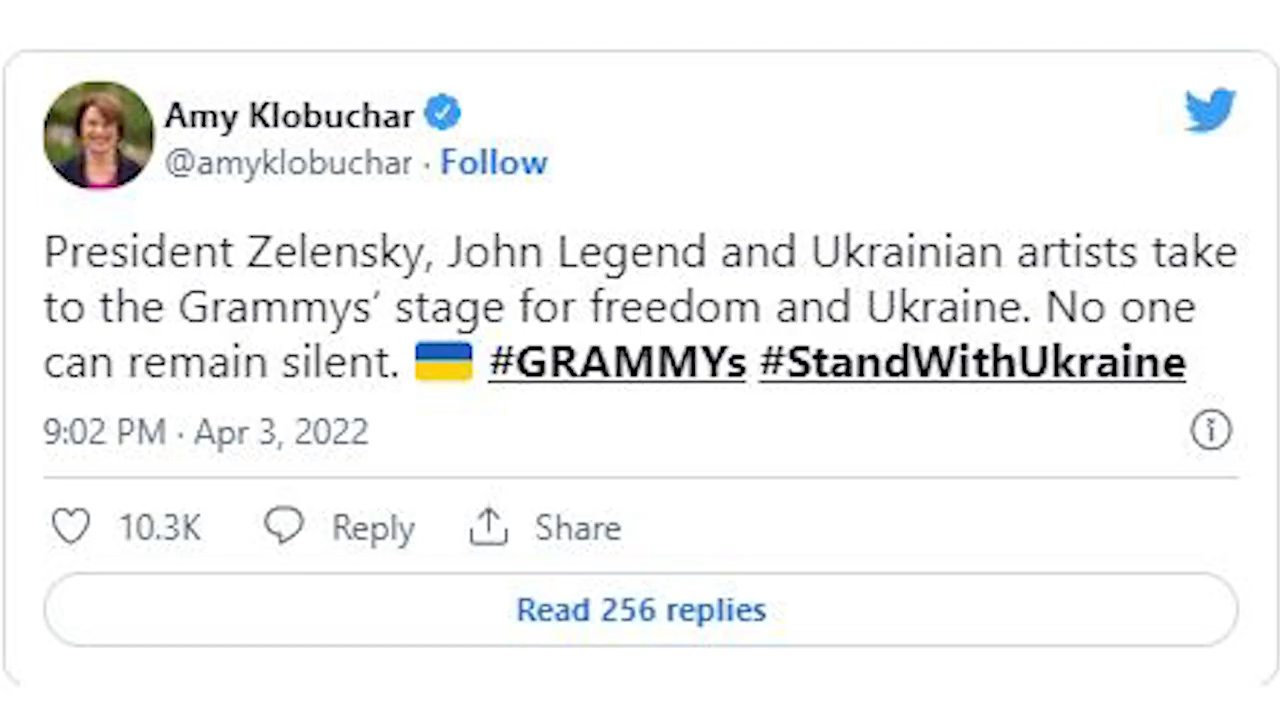 Amy Klobuchar
@amyklobuchar · Follow
President Zelensky, John Legend and Ukrainian artists take
to the Grammys’ stage for freedom and Ukraine. No one
can remain silent. 🇺🇦 #GRAMMYs #StandWithUkraine
9:02 PM · Apr 3, 2022
10.3K Reply Share
Read 256 replies